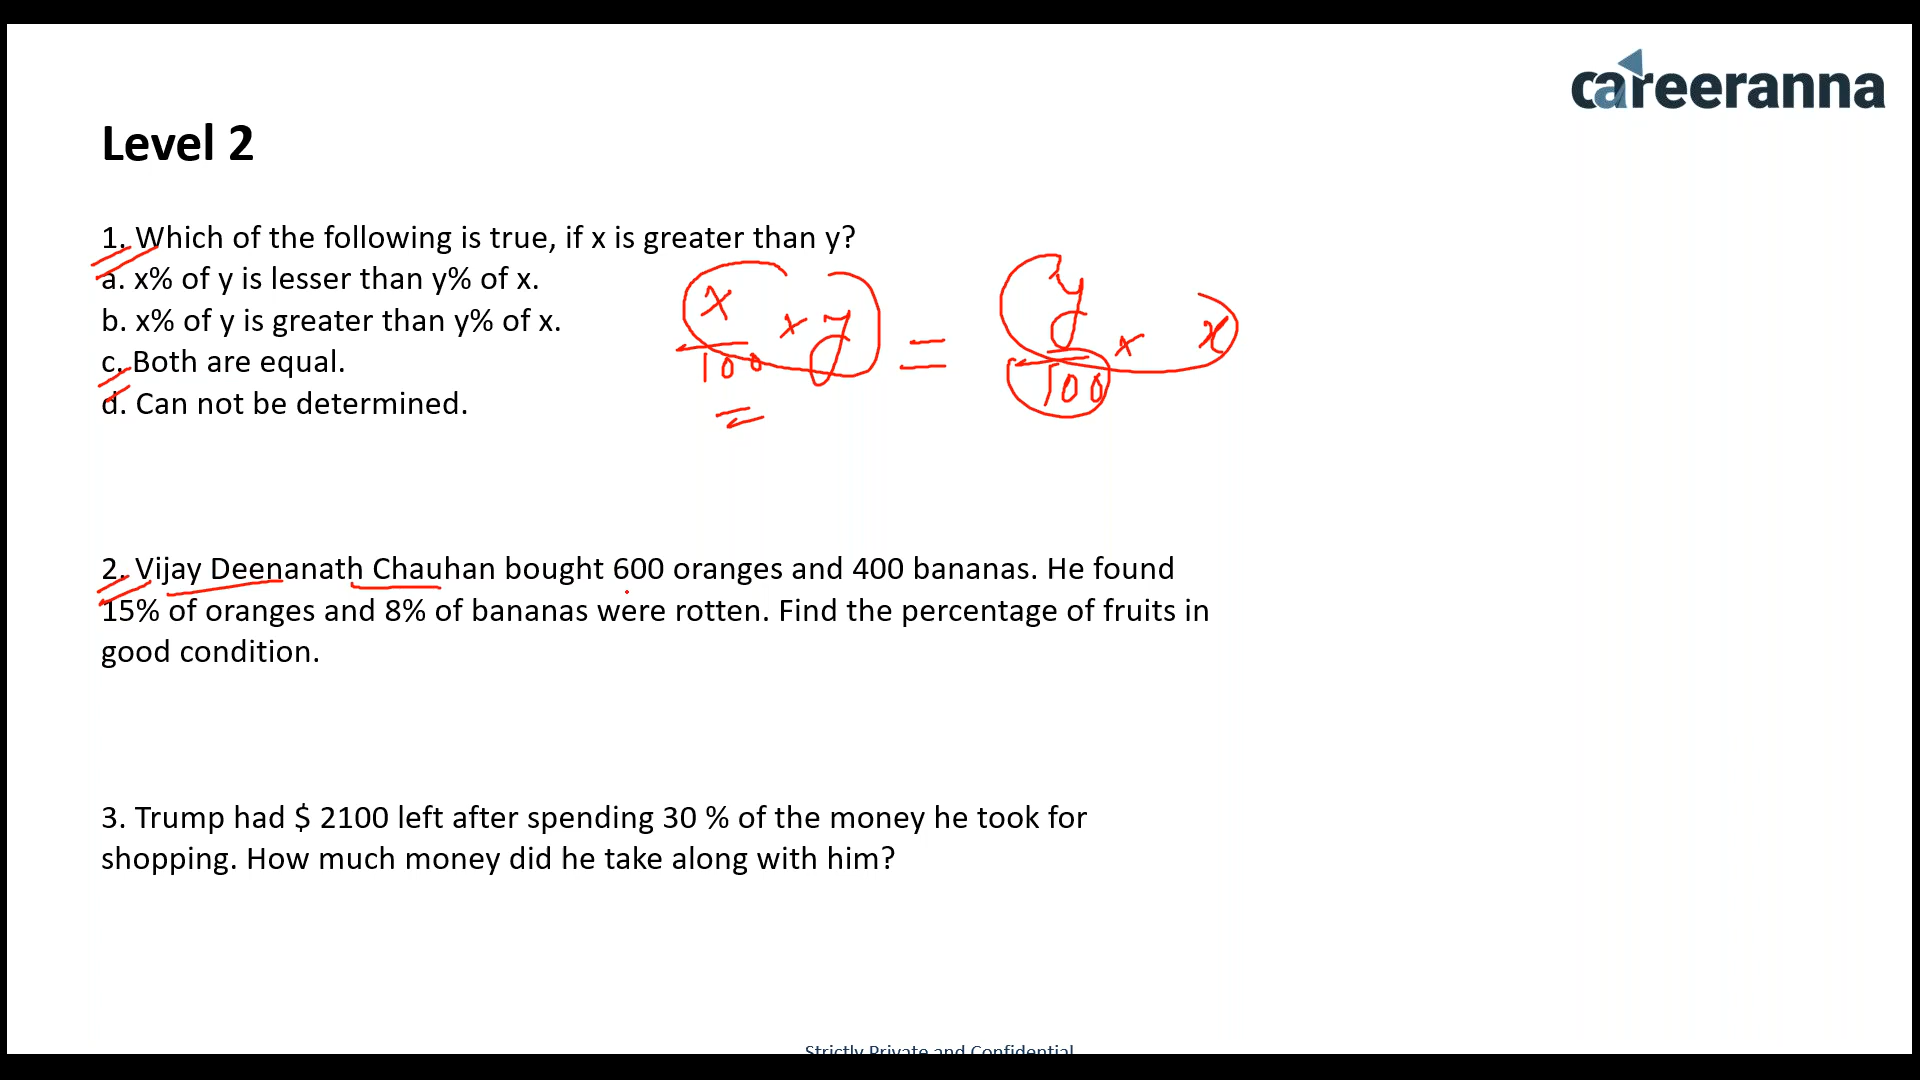 careeranna
Level 2
1. Which of the following is true, if x is greater than y?
a. x% of y is lesser than y% of x.
b. x% of y is greater than y% of x.
c. Both are equal.
d. Can not be determined.
x/100 × y = y/100 × x
2. Vijay Deenanath Chauhan bought 600 oranges and 400 bananas. He found
15% of oranges and 8% of bananas were rotten. Find the percentage of fruits in
good condition.
3. Trump had $ 2100 left after spending 30 % of the money he took for
shopping. How much money did he take along with him?
Strictly Private and Confidential